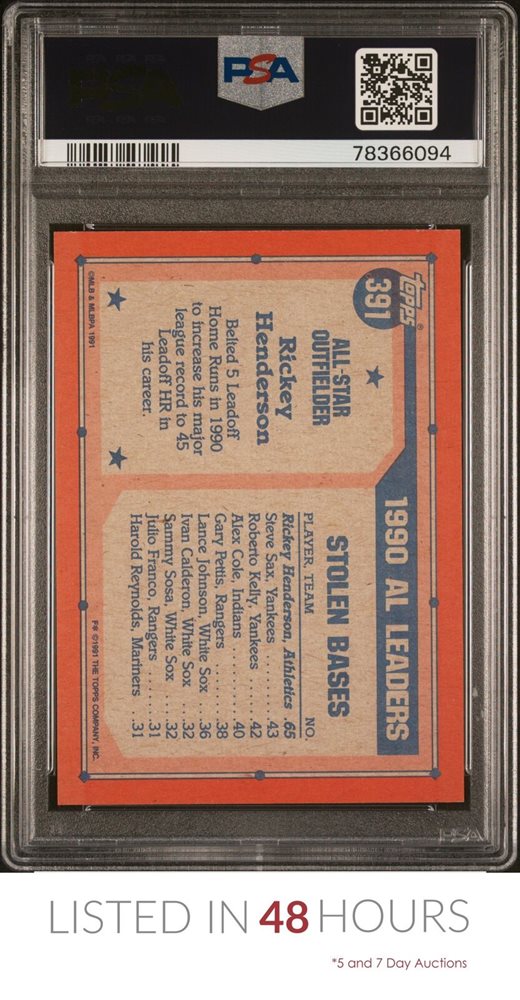 PSA
78366094
topps®
391
ALL-STAR
OUTFIELDER
Rickey
Henderson
Belted 5 Leadoff
Home Runs in 1990
to increase his major
league record to 45
Leadoff HR in
his career.
©MLB & MLBPA 1991
1990 AL LEADERS
STOLEN BASES
PLAYER, TEAM NO.
Rickey Henderson, Athletics .65
Steve Sax, Yankees ........ 43
Roberto Kelly, Yankees ..... 42
Alex Cole, Indians ......... 40
Gary Pettis, Rangers ....... 38
Lance Johnson, White Sox ... 36
Ivan Calderon, White Sox ... 32
Sammy Sosa, White Sox .... 32
Julio Franco, Rangers ...... 31
Harold Reynolds, Mariners .. 31
F* ©1991 THE TOPPS COMPANY, INC.
PSA
LISTED IN 48 HOURS
*5 and 7 Day Auctions